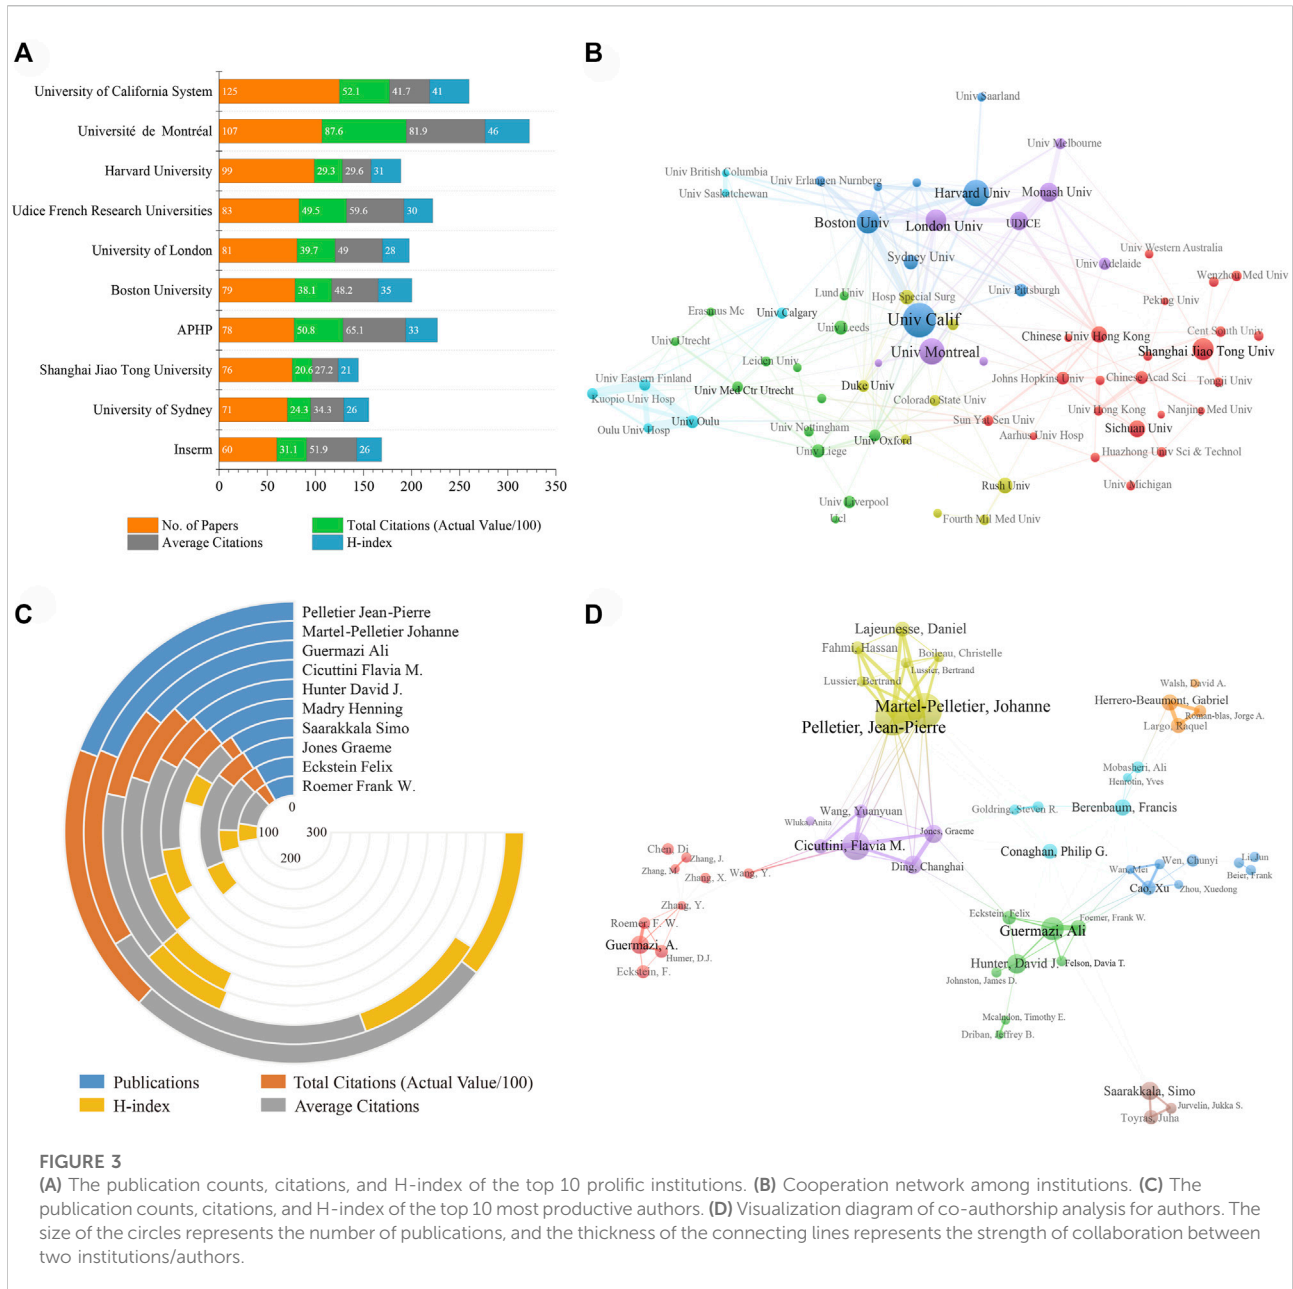 A
University of California System
125 52.1 41.7 41
Université de Montréal
107 87.6 81.9 46
Harvard University
99 29.3 29.6 31
Udice French Research Universities
83 49.5 59.6 30
University of London
81 39.7 49 28
Boston University
79 38.1 48.2 35
APHP
78 50.8 65.1 33
Shanghai Jiao Tong University
76 20.6 27.2 21
University of Sydney
71 24.3 34.3 26
Inserm
60 31.1 51.9 26
0 50 100 150 200 250 300 350
No. of Papers
Total Citations (Actual Value/100)
Average Citations
H-index
B
Univ Saarland
Univ Melbourne
Univ British Columbia
Univ Erlangen Nurnberg
Univ Saskatchewan
Harvard Univ
Monash Univ
Boston Univ
London Univ
UDICE
Sydney Univ
Univ Western Australia
Univ Adelaide
Wenzhou Med Univ
Lund Univ
Hosp Special Surg
Univ Pittsburgh
Peking Univ
Erasmus Mc
Univ Calgary
Univ Calif
Univ Leeds
Univ Utrecht
Chinese Univ Hong Kong
Cent South Univ
Univ Montreal
Shanghai Jiao Tong Univ
Leiden Univ
Univ Eastern Finland
Univ Med Ctr Utrecht
Duke Univ
Johns Hopkins Univ
Chinese Acad Sci
Tongji Univ
Kuopio Univ Hosp
Colorado State Univ
Univ Oulu
Oulu Univ Hosp
Univ Nottingham
Sun Yat Sen Univ
Univ Hong Kong
Nanjing Med Univ
Univ Oxford
Aarhus Univ Hosp
Sichuan Univ
Univ Liege
Huazhong Univ Sci & Technol
Rush Univ
Univ Michigan
Univ Liverpool
Ucl
Fourth Mil Med Univ
C
Pelletier Jean-Pierre
Martel-Pelletier Johanne
Guermazi Ali
Cicuttini Flavia M.
Hunter David J.
Madry Henning
Saarakkala Simo
Jones Graeme
Eckstein Felix
Roemer Frank W.
0
100
200
300
Publications
Total Citations (Actual Value/100)
H-index
Average Citations
D
Lajeunesse, Daniel
Fahmi, Hassan
Boileau, Christelle
Lussier, Bertrand
Lussier, Bertrand
Martel-Pelletier, Johanne
Pelletier, Jean-Pierre
Walsh, David A.
Herrero-Beaumont, Gabriel
Roman-blas, Jorge A.
Largo, Raquel
Mobasheri, Ali
Henrotin, Yves
Goldring, Steven R.
Berenbaum, Francis
Wang, Yuanyuan
Wluka, Anita
Jones, Graeme
Cicuttini, Flavia M.
Ding, Changhai
Conaghan, Philip G.
Chen, Di
Zhang, J.
Zhang, M
Zhang, X.
Wang, Y.
Wan, Mei
Wen, Chunyi
Li, Jun
Beier, Frank
Cao, Xu
Zhou, Xuedong
Zhang, Y.
Roemer, F. W.
Guermazi, A.
Humer, D.J.
Eckstein, F.
Eckstein, Felix
Foemer, Frank W.
Guermazi, Ali
Hunter, David J.
Felson, Davia T.
Johnston, James D.
Mcalndon, Timothy E.
Driban, Jeffrey B.
Saarakkala, Simo
Jurvelin, Jukka S.
Toyras, Juha
FIGURE 3
(A) The publication counts, citations, and H-index of the top 10 prolific institutions. (B) Cooperation network among institutions. (C) The
publication counts, citations, and H-index of the top 10 most productive authors. (D) Visualization diagram of co-authorship analysis for authors. The
size of the circles represents the number of publications, and the thickness of the connecting lines represents the strength of collaboration between
two institutions/authors.